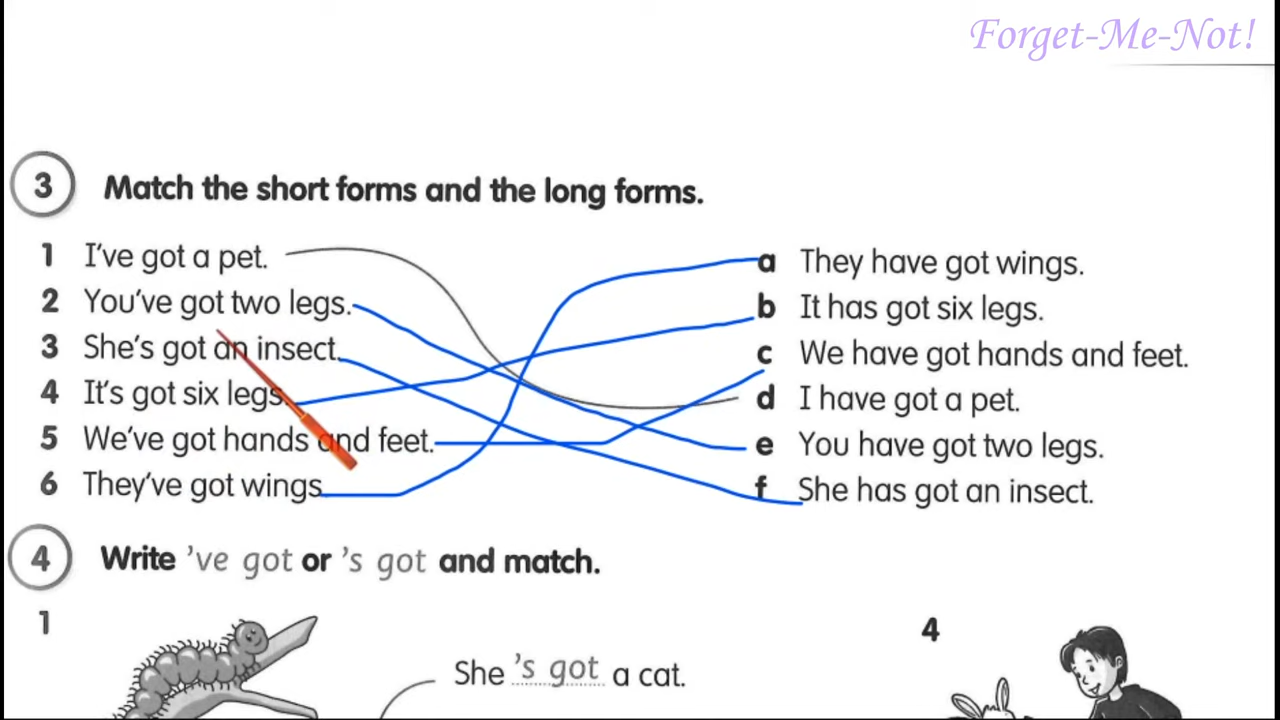 Forget-Me-Not!
3 Match the short forms and the long forms.
1 I've got a pet.
2 You've got two legs.
3 She's got an insect.
4 It's got six legs.
5 We've got hands and feet.
6 They've got wings.
a They have got wings.
b It has got six legs.
c We have got hands and feet.
d I have got a pet.
e You have got two legs.
f She has got an insect.
4 Write 've got or 's got and match.
1
She 's got a cat.
4